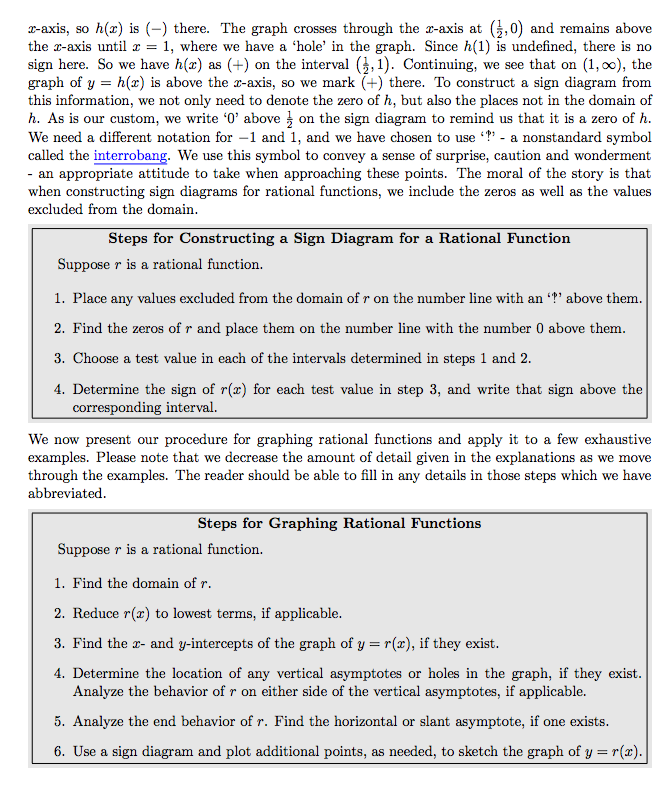 x-axis, so h(x) is (−) there. The graph crosses through the x-axis at (½,0) and remains above
the x-axis until x = 1, where we have a ‘hole’ in the graph. Since h(1) is undefined, there is no
sign here. So we have h(x) as (+) on the interval (½,1). Continuing, we see that on (1,∞), the
graph of y = h(x) is above the x-axis, so we mark (+) there. To construct a sign diagram from
this information, we not only need to denote the zero of h, but also the places not in the domain of
h. As is our custom, we write ‘0’ above ½ on the sign diagram to remind us that it is a zero of h.
We need a different notation for −1 and 1, and we have chosen to use ‘‽’ - a nonstandard symbol
called the interrobang. We use this symbol to convey a sense of surprise, caution and wonderment
- an appropriate attitude to take when approaching these points. The moral of the story is that
when constructing sign diagrams for rational functions, we include the zeros as well as the values
excluded from the domain.
Steps for Constructing a Sign Diagram for a Rational Function
Suppose r is a rational function.
1. Place any values excluded from the domain of r on the number line with an ‘‽’ above them.
2. Find the zeros of r and place them on the number line with the number 0 above them.
3. Choose a test value in each of the intervals determined in steps 1 and 2.
4. Determine the sign of r(x) for each test value in step 3, and write that sign above the
corresponding interval.
We now present our procedure for graphing rational functions and apply it to a few exhaustive
examples. Please note that we decrease the amount of detail given in the explanations as we move
through the examples. The reader should be able to fill in any details in those steps which we have
abbreviated.
Steps for Graphing Rational Functions
Suppose r is a rational function.
1. Find the domain of r.
2. Reduce r(x) to lowest terms, if applicable.
3. Find the x- and y-intercepts of the graph of y = r(x), if they exist.
4. Determine the location of any vertical asymptotes or holes in the graph, if they exist.
Analyze the behavior of r on either side of the vertical asymptotes, if applicable.
5. Analyze the end behavior of r. Find the horizontal or slant asymptote, if one exists.
6. Use a sign diagram and plot additional points, as needed, to sketch the graph of y = r(x).